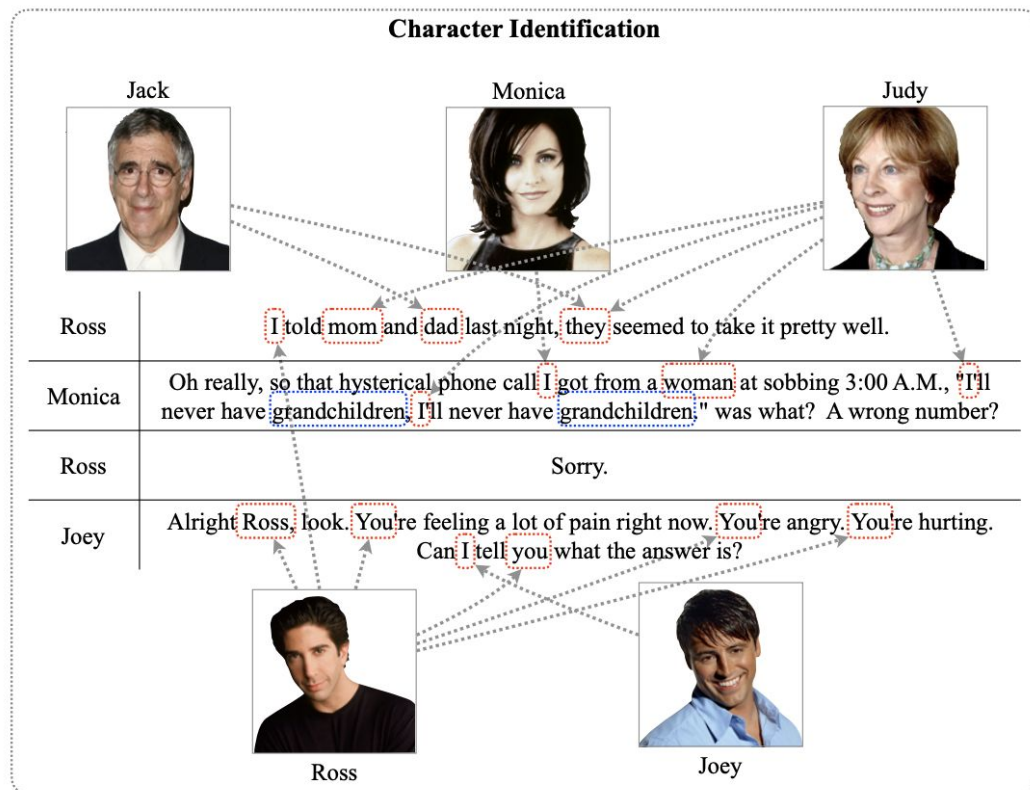 Character Identification
Jack
Monica
Judy
Ross
I told mom and dad last night, they seemed to take it pretty well.
Monica
Oh really, so that hysterical phone call I got from a woman at sobbing 3:00 A.M., "I'll
never have grandchildren, I'll never have grandchildren." was what? A wrong number?
Ross
Sorry.
Joey
Alright Ross, look. You're feeling a lot of pain right now. You're angry. You're hurting.
Can I tell you what the answer is?
Ross
Joey